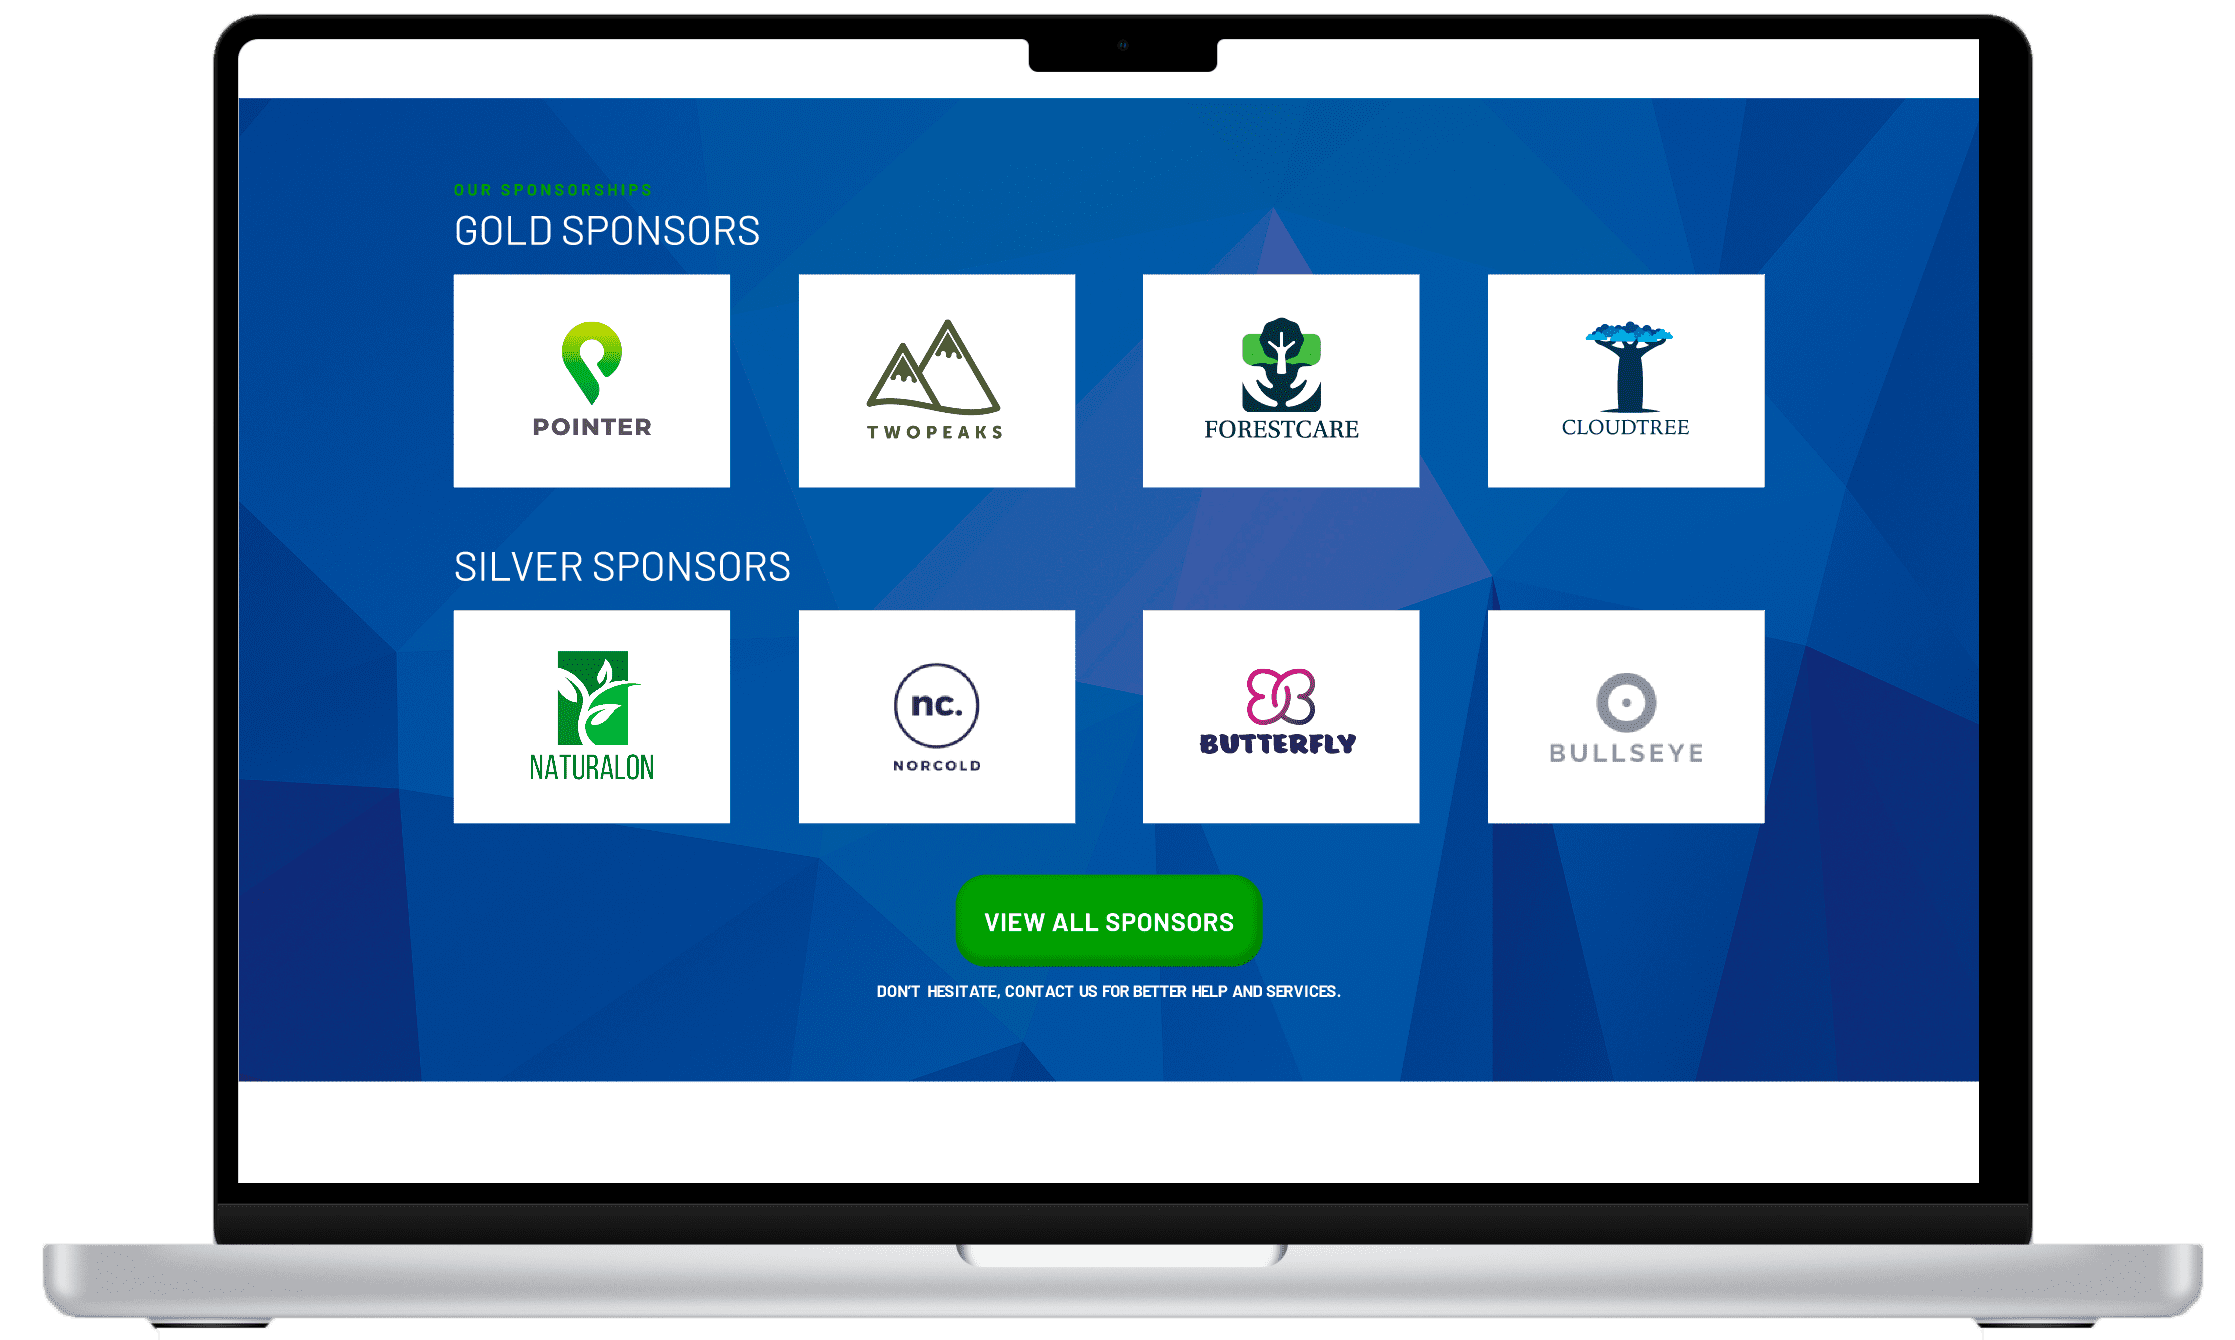 OUR SPONSORSHIPS
GOLD SPONSORS
POINTER
TWOPEAKS
FORESTCARE
CLOUDTREE
SILVER SPONSORS
NATURALON
nc.
NORCOLD
BUTTERFLY
BULLSEYE
VIEW ALL SPONSORS
DON'T HESITATE, CONTACT US FOR BETTER HELP AND SERVICES.